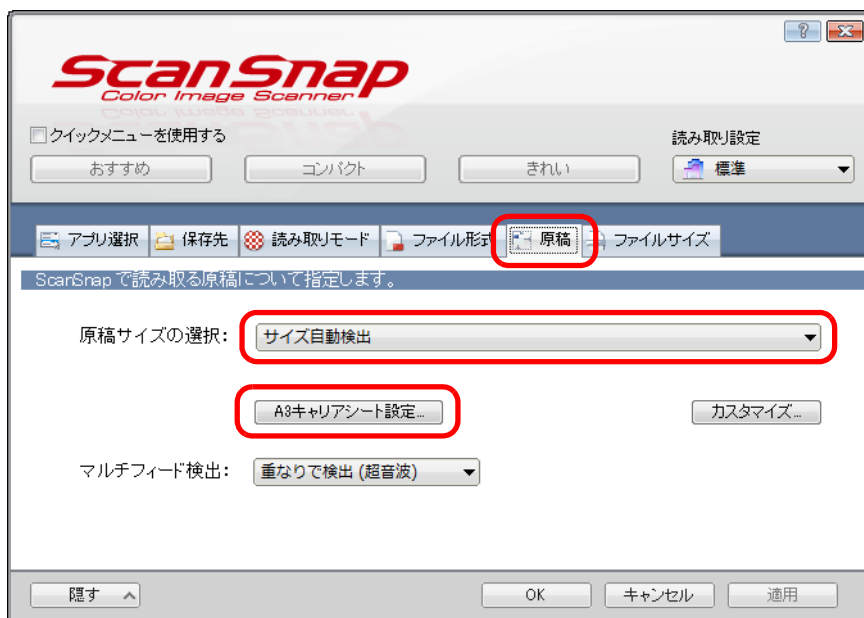 ScanSnap
Color Image Scanner
クイックメニューを使用する
読み取り設定
おすすめ コンパクト きれい 標準
アプリ選択 保存先 読み取りモード ファイル形式 原稿 ファイルサイズ
ScanSnap で読み取る原稿について指定します。
原稿サイズの選択: サイズ自動検出
A3キャリアシート設定... カスタマイズ...
マルチフィード検出: 重なりで検出 (超音波)
隠す OK キャンセル 適用